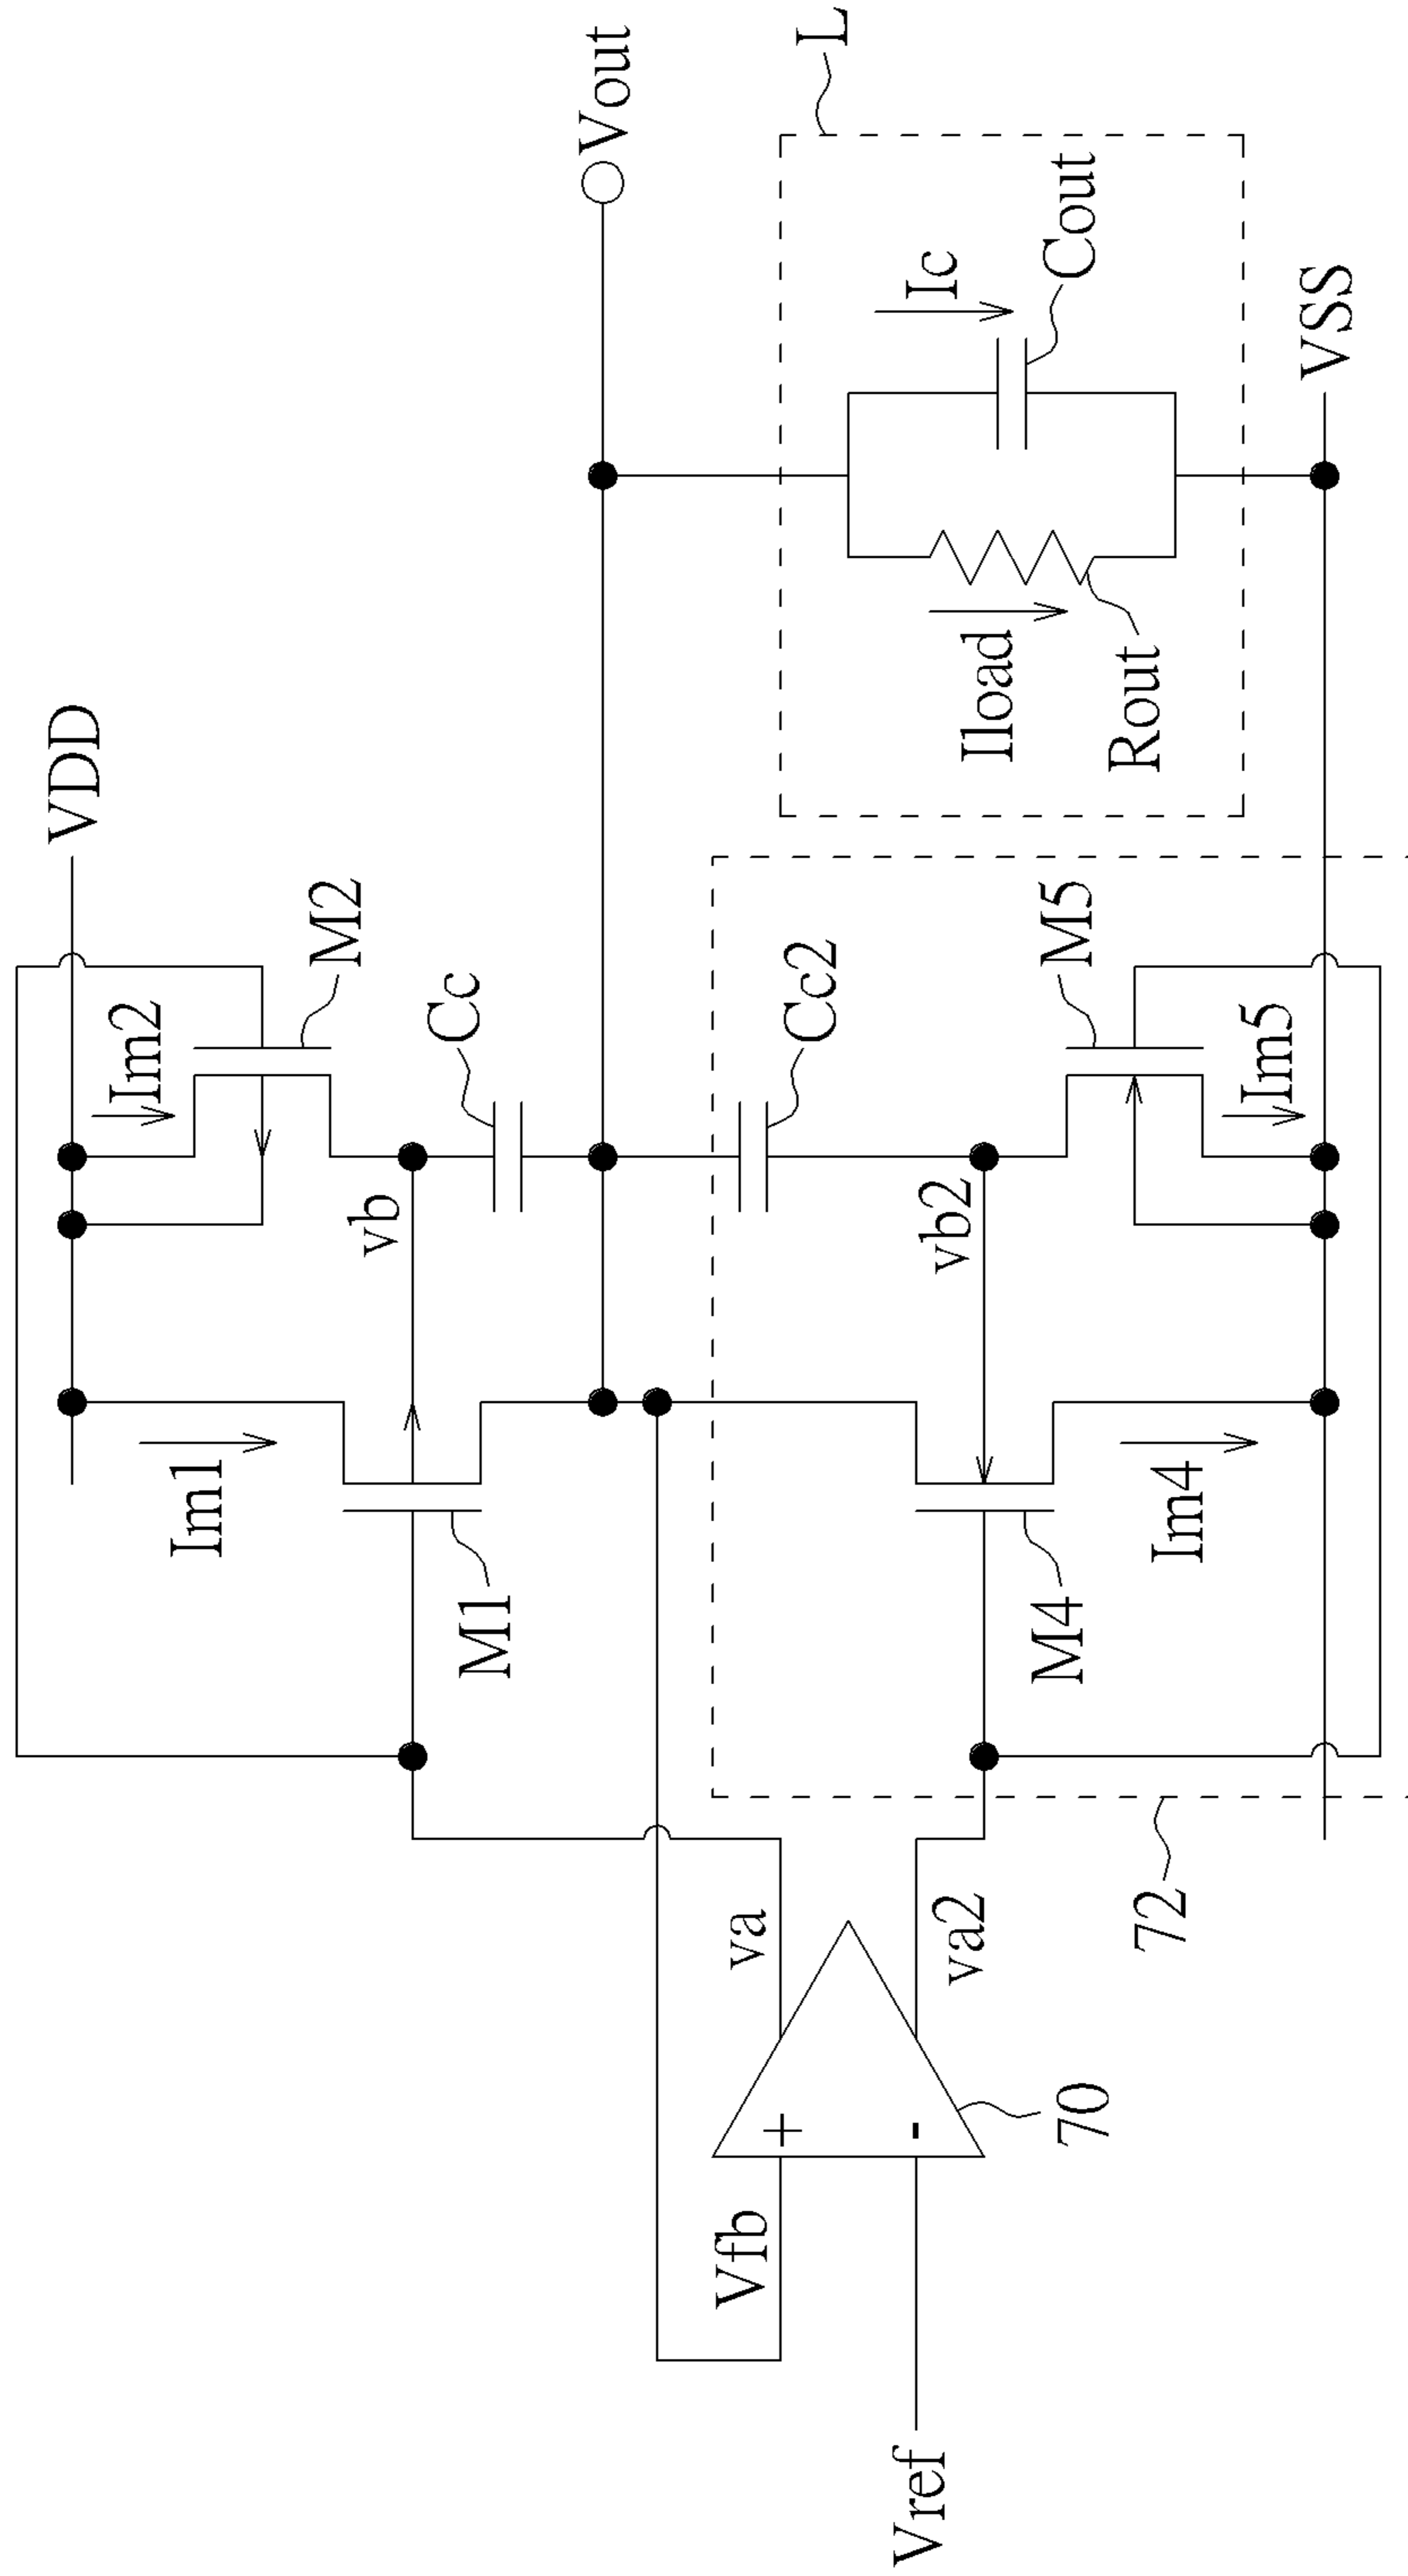 VDD
Im1
Im2
M2
vb
Cc
M1
Vout
Vfb
+
-
va
va2
Vref
70
72
Cc2
vb2
M4
M5
Im4
Im5
L
Iload
Ic
Rout
Cout
VSS